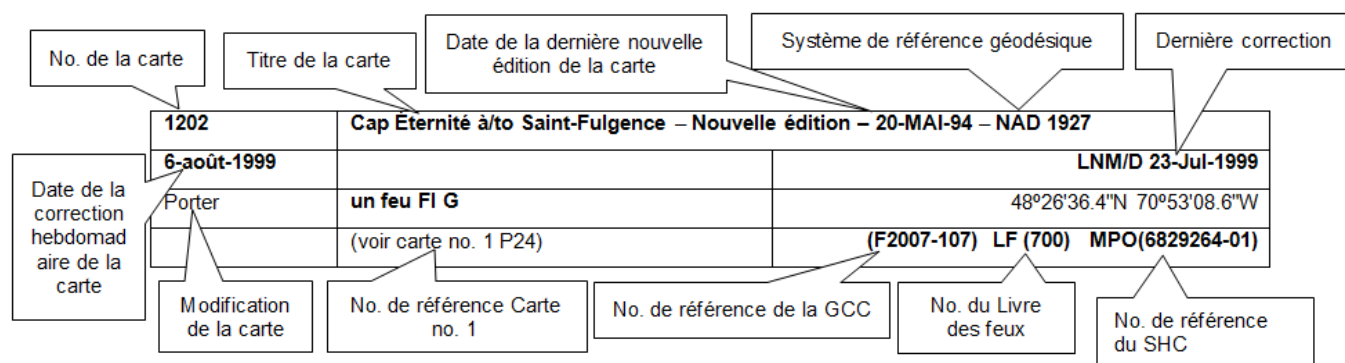 No. de la carte
Titre de la carte
Date de la dernière nouvelle
édition de la carte
Système de référence géodésique
Dernière correction
1202 Cap Éternité à/to Saint-Fulgence – Nouvelle édition – 20-MAI-94 – NAD 1927
6-août-1999 LNM/D 23-Jul-1999
Porter un feu Fl G 48º26'36.4"N 70º53'08.6"W
(voir carte no. 1 P24) (F2007-107) LF (700) MPO(6829264-01)
Date de la
correction
hebdomad
aire de la
carte
Modification
de la carte
No. de référence Carte
no. 1
No. de référence de la GCC
No. du Livre
des feux
No. de référence
du SHC